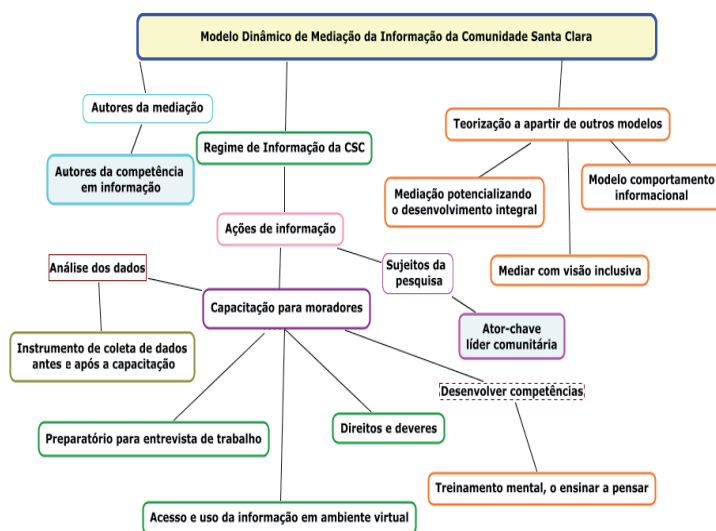 Modelo Dinâmico de Mediação da Informação da Comunidade Santa Clara
Autores da mediação
Teorização a apartir de outros modelos
Regime de Informação da CSC
Autores da competência
em informação
Modelo comportamento
informacional
Mediação potencializando
o desenvolvimento integral
Ações de informação
Sujeitos da
pesquisa
Mediar com visão inclusiva
Análise dos dados
Capacitação para moradores
Ator-chave
líder comunitária
Instrumento de coleta de dados
antes e após a capacitação
Desenvolver competências
Direitos e deveres
Preparatório para entrevista de trabalho
Treinamento mental, o ensinar a pensar
Acesso e uso da informação em ambiente virtual